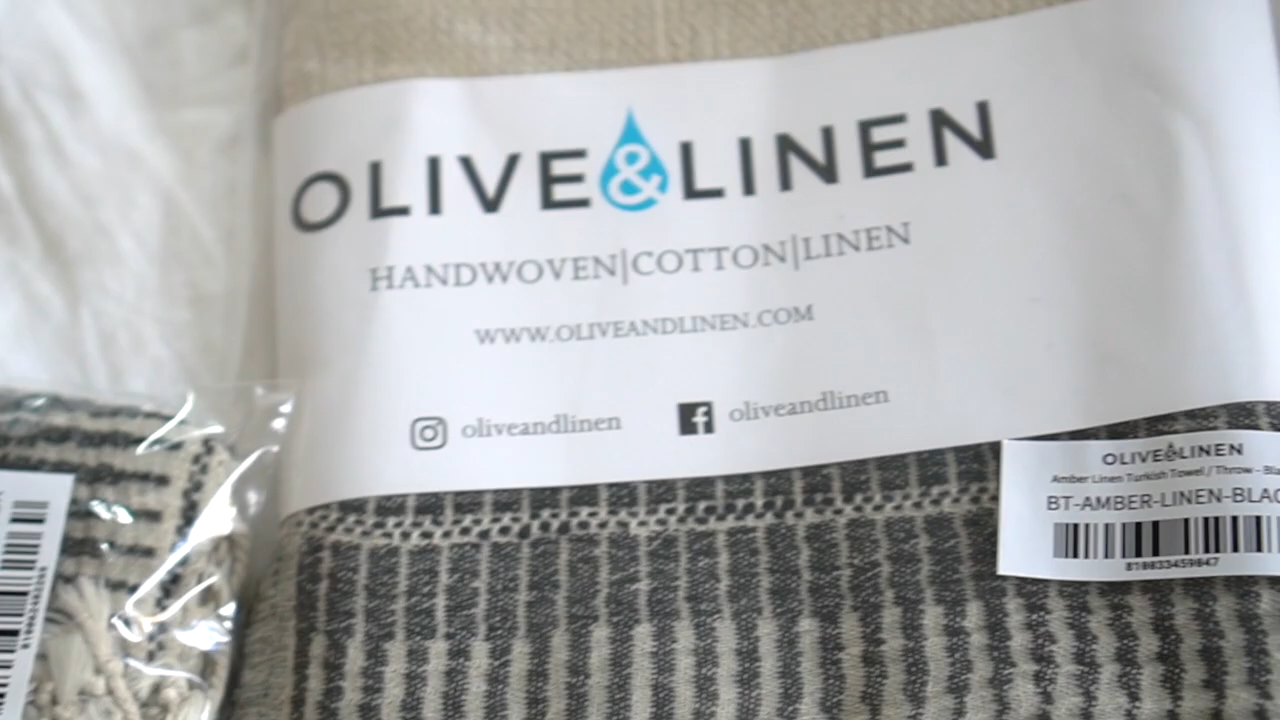 OLIVE&LINEN
HANDWOVEN|COTTON|LINEN
WWW.OLIVEANDLINEN.COM
oliveandlinen
oliveandlinen
OLIVE&LINEN
Amber Linen Turkish Towel / Throw -
BT-AMBER-LINEN-BLAC
810033459047